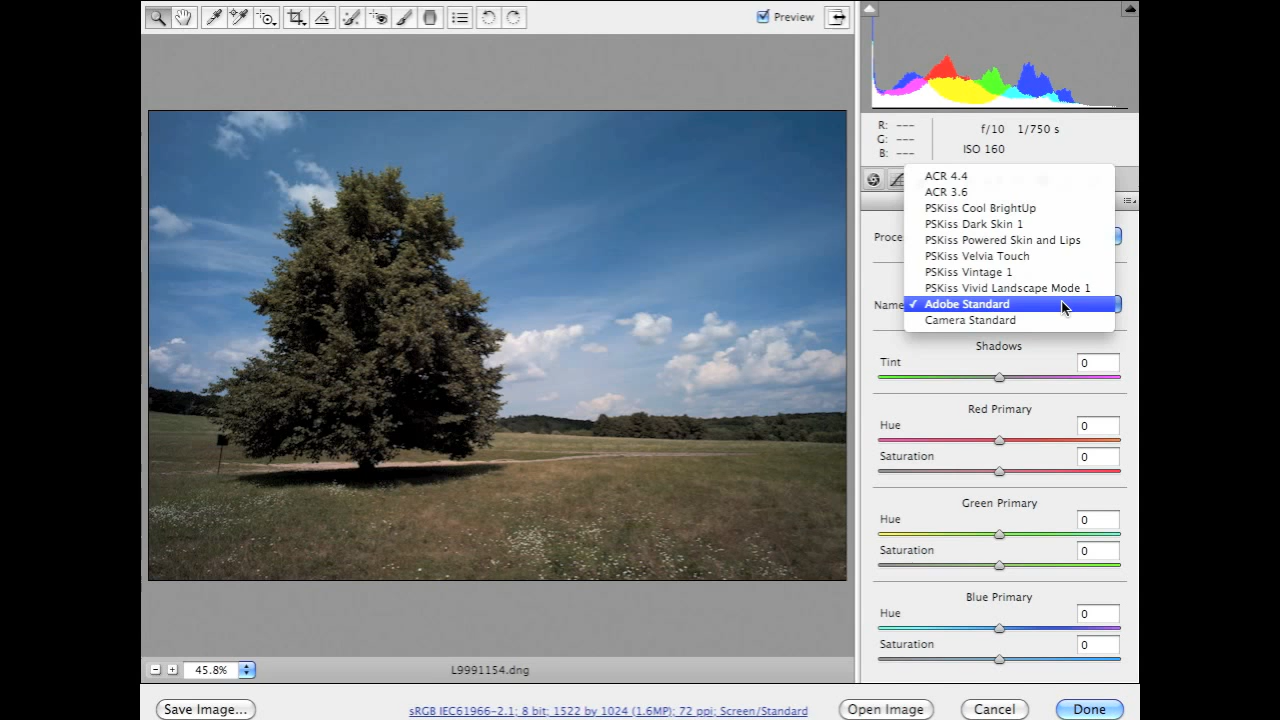 Preview
R: ---
G: ---
B: ---
f/10 1/750 s
ISO 160
ACR 4.4
ACR 3.6
PSKiss Cool BrightUp
PSKiss Dark Skin 1
PSKiss Powered Skin and Lips
PSKiss Velvia Touch
PSKiss Vintage 1
PSKiss Vivid Landscape Mode 1
✓ Adobe Standard
Camera Standard
Proce
Name
Shadows
Tint 0
Red Primary
Hue 0
Saturation 0
Green Primary
Hue 0
Saturation 0
Blue Primary
Hue 0
Saturation 0
45.8%
L9991154.dng
Save Image...
sRGB IEC61966-2.1; 8 bit; 1522 by 1024 (1.6MP); 72 ppi; Screen/Standard
Open Image
Cancel
Done